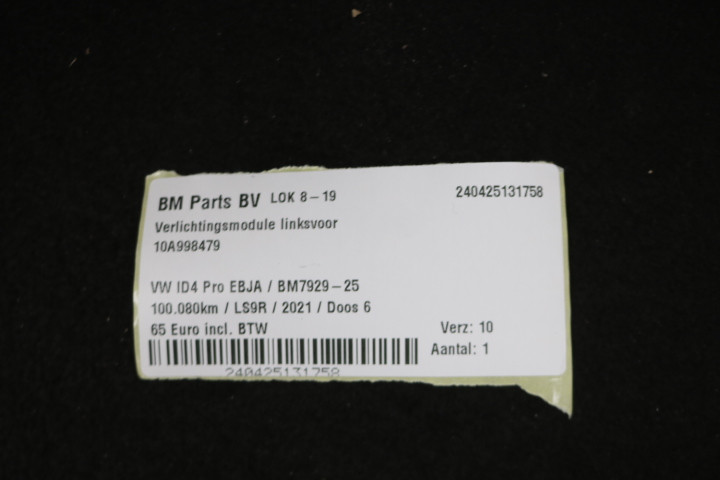 BM Parts BV LOK 8-19 240425131758
Verlichtingsmodule linksvoor
10A998479
VW ID4 Pro EBJA / BM7929-25
100.080km / LS9R / 2021 / Doos 6
65 Euro incl. BTW Verz: 10
Aantal: 1
240425131758